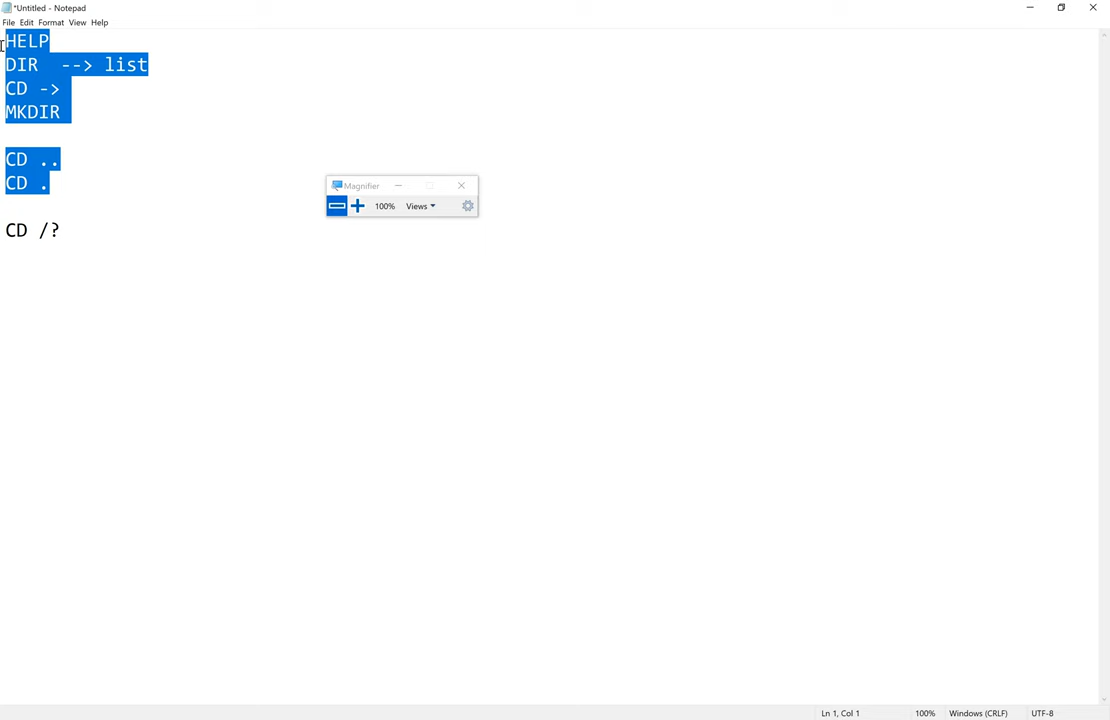 *Untitled - Notepad
File Edit Format View Help
HELP
DIR  --> list
CD ->
MKDIR
CD ..
CD .
CD /?
Magnifier
100% Views
Ln 1, Col 1 100% Windows (CRLF) UTF-8